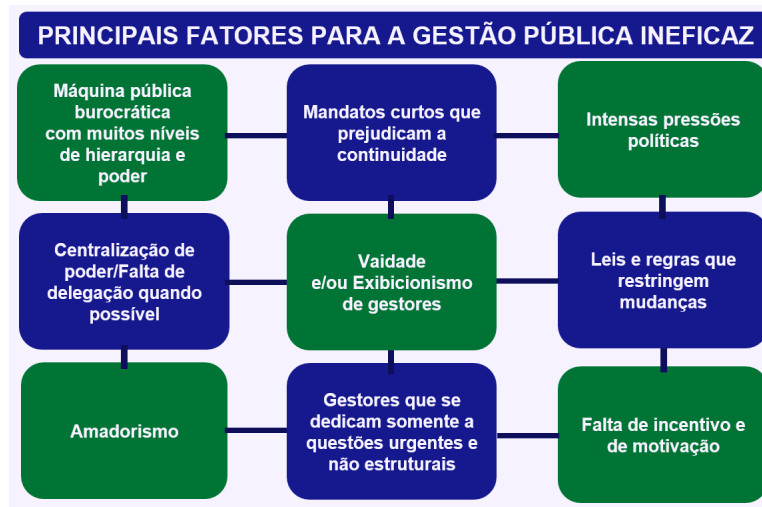 PRINCIPAIS FATORES PARA A GESTÃO PÚBLICA INEFICAZ
Máquina pública
burocrática
com muitos níveis
de hierarquia e
poder
Mandatos curtos que
prejudicam a
continuidade
Intensas pressões
políticas
Centralização de
poder/Falta de
delegação quando
possível
Vaidade
e/ou Exibicionismo
de gestores
Leis e regras que
restringem
mudanças
Amadorismo
Gestores que se
dedicam somente a
questões urgentes e
não estruturais
Falta de incentivo e
de motivação